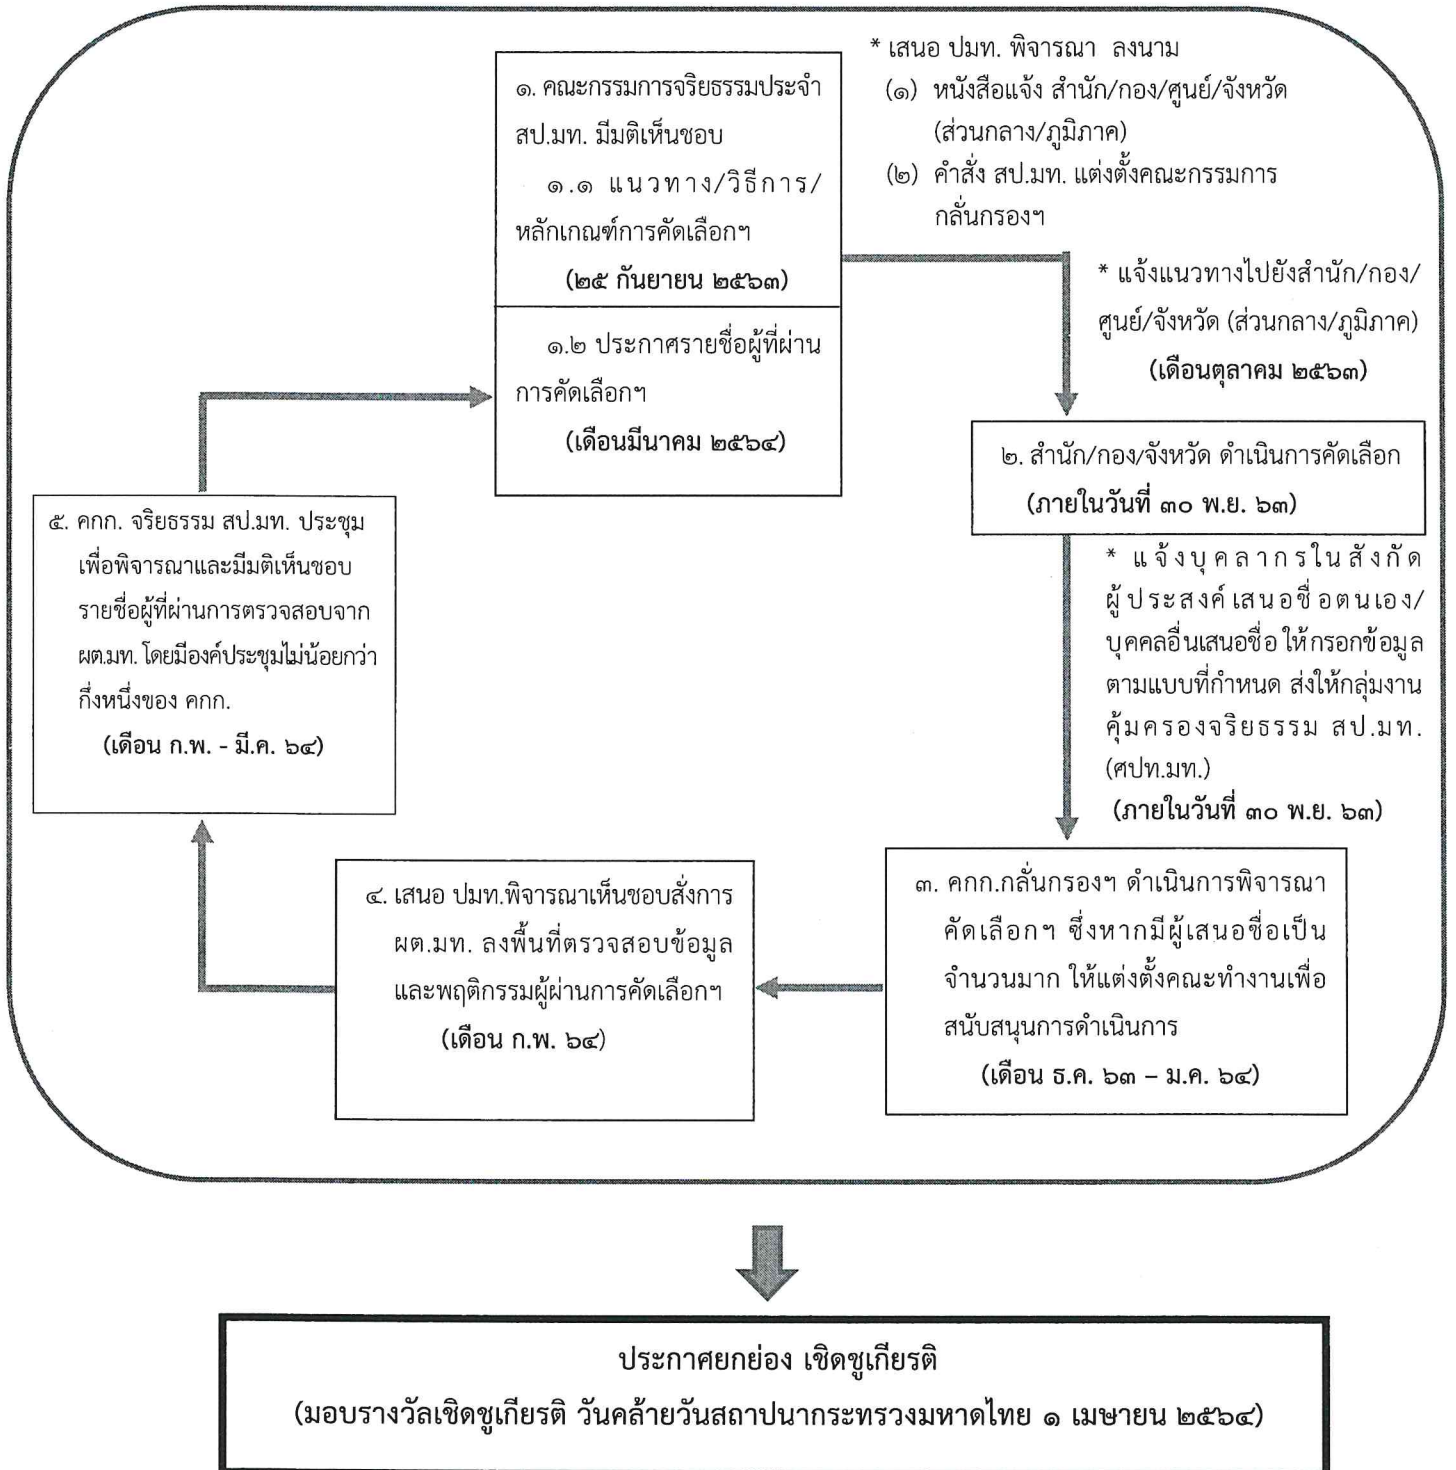 ๑. คณะกรรมการจริยธรรมประจำ
สป.มท. มีมติเห็นชอบ
๑.๑ แนวทาง/วิธีการ/
หลักเกณฑ์การคัดเลือกฯ
(๒๕ กันยายน ๒๕๖๓)
๑.๒ ประกาศรายชื่อผู้ที่ผ่าน
การคัดเลือกฯ
(เดือนมีนาคม ๒๕๖๔)
* เสนอ ปมท. พิจารณา ลงนาม
(๑) หนังสือแจ้ง สำนัก/กอง/ศูนย์/จังหวัด
(ส่วนกลาง/ภูมิภาค)
(๒) คำสั่ง สป.มท. แต่งตั้งคณะกรรมการ
กลั่นกรองฯ
* แจ้งแนวทางไปยังสำนัก/กอง/
ศูนย์/จังหวัด (ส่วนกลาง/ภูมิภาค)
(เดือนตุลาคม ๒๕๖๓)
๒. สำนัก/กอง/จังหวัด ดำเนินการคัดเลือก
(ภายในวันที่ ๓๐ พ.ย. ๖๓)
* แจ้งบุคลากรในสังกัด
ผู้ประสงค์เสนอชื่อตนเอง/
บุคคลอื่นเสนอชื่อ ให้กรอกข้อมูล
ตามแบบที่กำหนด ส่งให้กลุ่มงาน
คุ้มครองจริยธรรม สป.มท.
(ศปท.มท.)
(ภายในวันที่ ๓๐ พ.ย. ๖๓)
๓. คกก.กลั่นกรองฯ ดำเนินการพิจารณา
คัดเลือกฯ ซึ่งหากมีผู้เสนอชื่อเป็น
จำนวนมาก ให้แต่งตั้งคณะทำงานเพื่อ
สนับสนุนการดำเนินการ
(เดือน ธ.ค. ๖๓ – ม.ค. ๖๔)
๔. เสนอ ปมท.พิจารณาเห็นชอบสั่งการ
ผต.มท. ลงพื้นที่ตรวจสอบข้อมูล
และพฤติกรรมผู้ผ่านการคัดเลือกฯ
(เดือน ก.พ. ๖๔)
๕. คกก. จริยธรรม สป.มท. ประชุม
เพื่อพิจารณาและมีมติเห็นชอบ
รายชื่อผู้ที่ผ่านการตรวจสอบจาก
ผต.มท. โดยมีองค์ประชุมไม่น้อยกว่า
กึ่งหนึ่งของ คกก.
(เดือน ก.พ. - มี.ค. ๖๔)
ประกาศยกย่อง เชิดชูเกียรติ
(มอบรางวัลเชิดชูเกียรติ วันคล้ายวันสถาปนากระทรวงมหาดไทย ๑ เมษายน ๒๕๖๔)